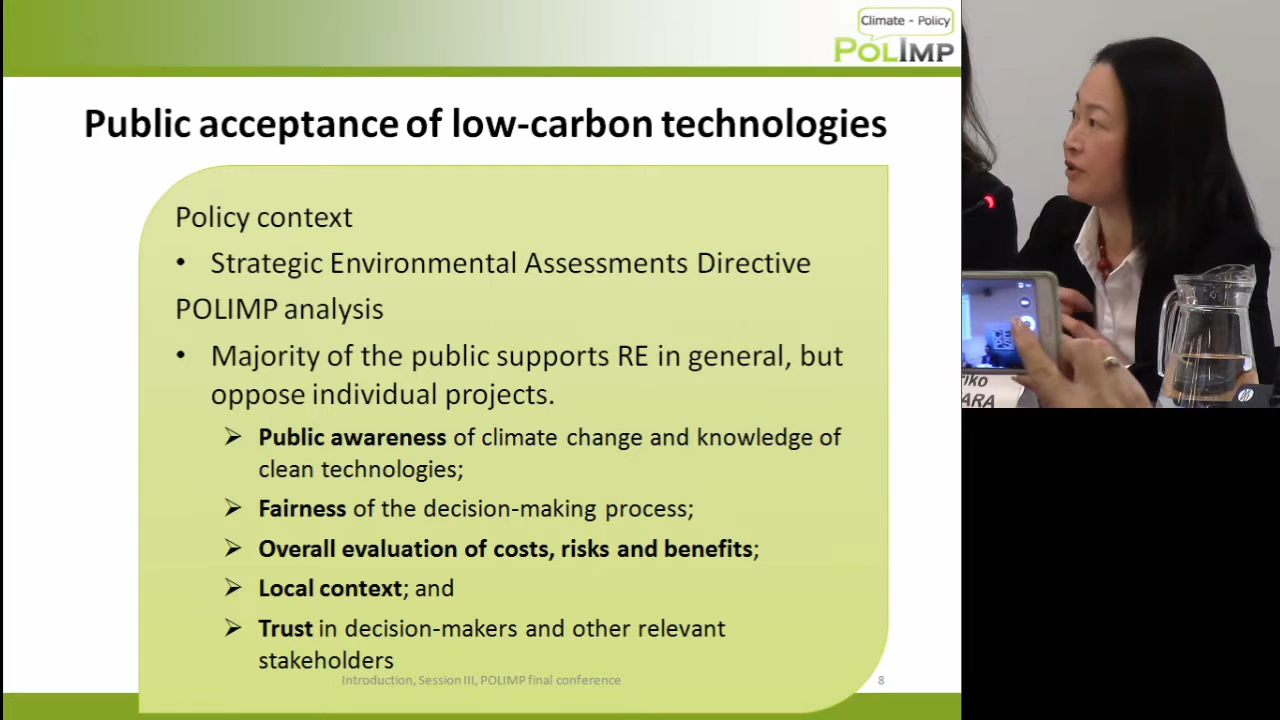 Climate - Policy
POLIMP
Public acceptance of low-carbon technologies
Policy context
• Strategic Environmental Assessments Directive
POLIMP analysis
• Majority of the public supports RE in general, but
oppose individual projects.
➢ Public awareness of climate change and knowledge of
clean technologies;
➢ Fairness of the decision-making process;
➢ Overall evaluation of costs, risks and benefits;
➢ Local context; and
➢ Trust in decision-makers and other relevant
stakeholders
Introduction, Session III, POLIMP final conference
8